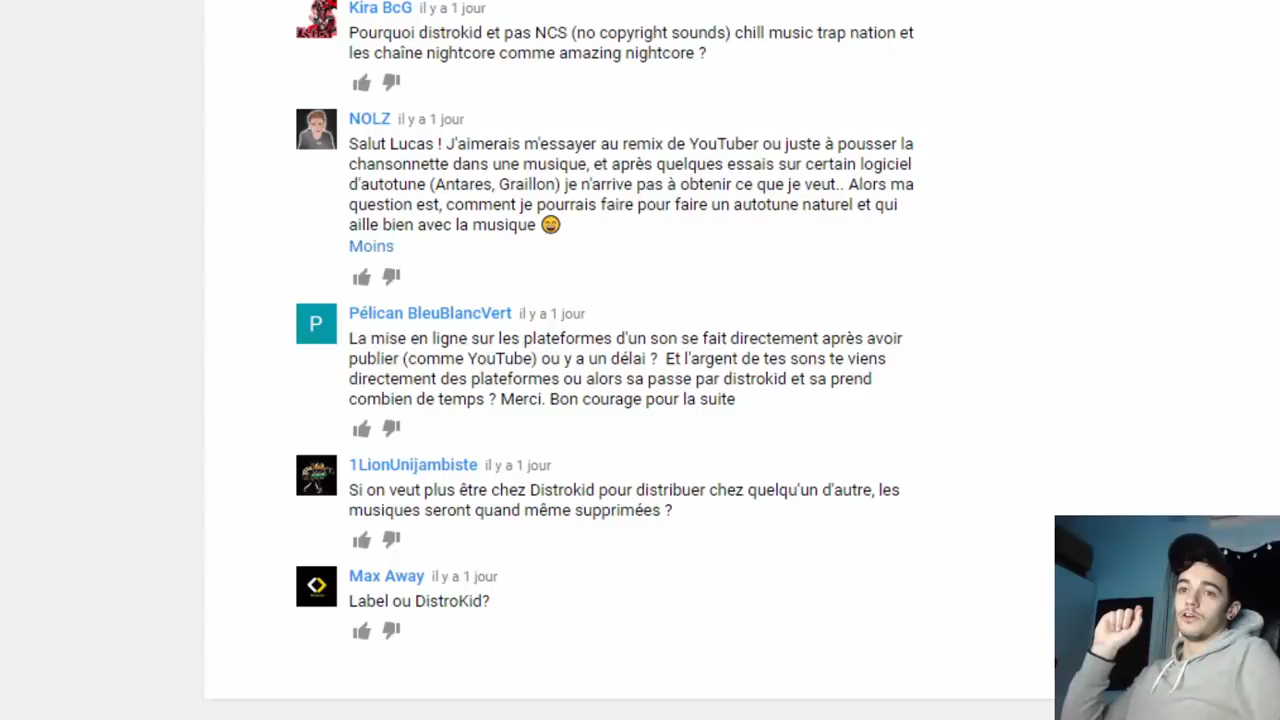 Kira BcG il y a 1 jour
Pourquoi distrokid et pas NCS (no copyright sounds) chill music trap nation et
les chaîne nightcore comme amazing nightcore ?
NOLZ il y a 1 jour
Salut Lucas ! J'aimerais m'essayer au remix de YouTuber ou juste à pousser la
chansonnette dans une musique, et après quelques essais sur certain logiciel
d'autotune (Antares, Graillon) je n'arrive pas à obtenir ce que je veut.. Alors ma
question est, comment je pourrais faire pour faire un autotune naturel et qui
aille bien avec la musique 😄
Moins
P
Pélican BleuBlancVert il y a 1 jour
La mise en ligne sur les plateformes d'un son se fait directement après avoir
publier (comme YouTube) ou y a un délai ?  Et l'argent de tes sons te viens
directement des plateformes ou alors sa passe par distrokid et sa prend
combien de temps ? Merci. Bon courage pour la suite
1LionUnijambiste il y a 1 jour
Si on veut plus être chez Distrokid pour distribuer chez quelqu'un d'autre, les
musiques seront quand même supprimées ?
Max Away il y a 1 jour
Label ou DistroKid?